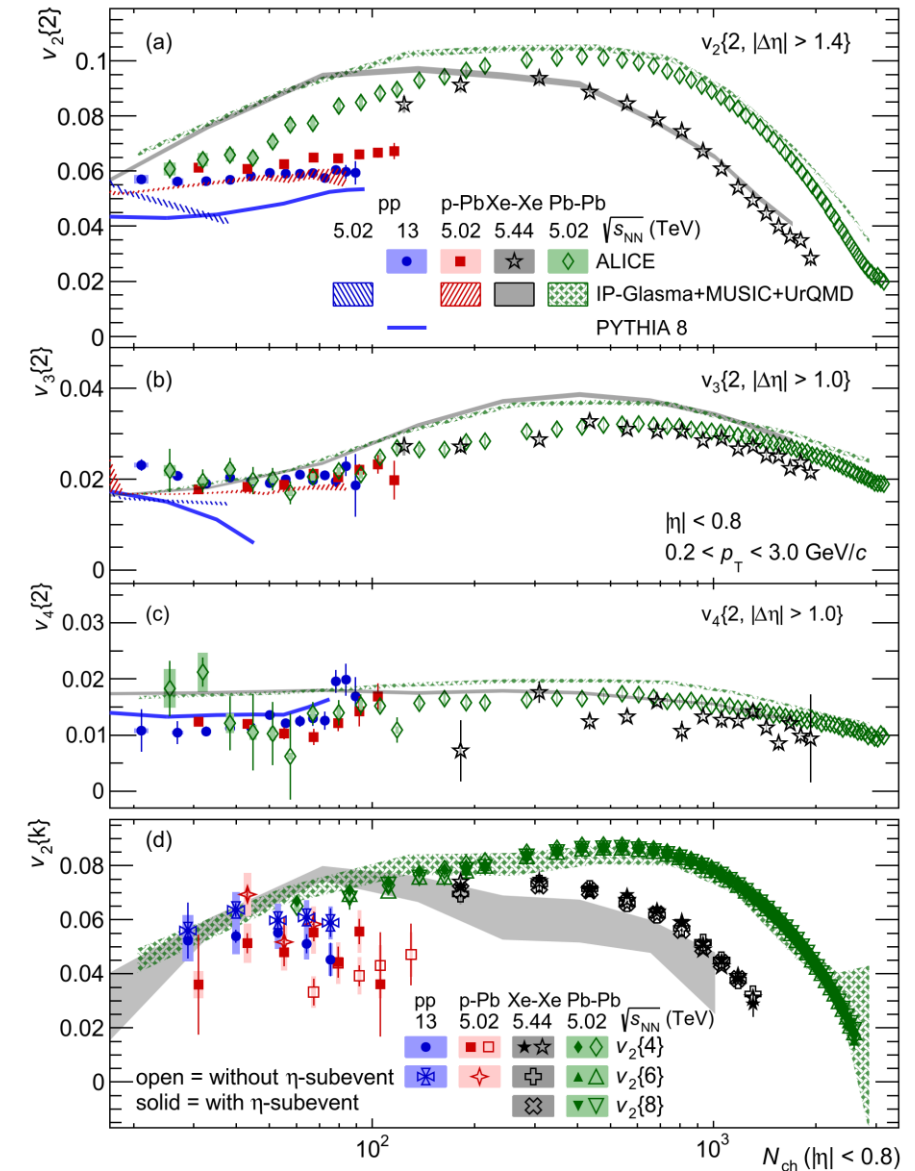 v₂{2}
(a)
v₂{2, |Δη| > 1.4}
0.1
0.08
0.06
0.04
0.02
0
pp p-Pb Xe-Xe Pb-Pb
5.02 13 5.02 5.44 5.02 √s_NN (TeV)
ALICE
IP-Glasma+MUSIC+UrQMD
PYTHIA 8
v₃{2}
(b)
v₃{2, |Δη| > 1.0}
0.04
0.02
0
|η| < 0.8
0.2 < p_T < 3.0 GeV/c
v₄{2}
(c)
v₄{2, |Δη| > 1.0}
0.03
0.02
0.01
0
v₂{k}
(d)
0.08
0.06
0.04
0.02
0
pp p-Pb Xe-Xe Pb-Pb
13 5.02 5.44 5.02 √s_NN (TeV)
v₂{4}
v₂{6}
v₂{8}
open = without η-subevent
solid = with η-subevent
10² 10³
N_ch (|η| < 0.8)